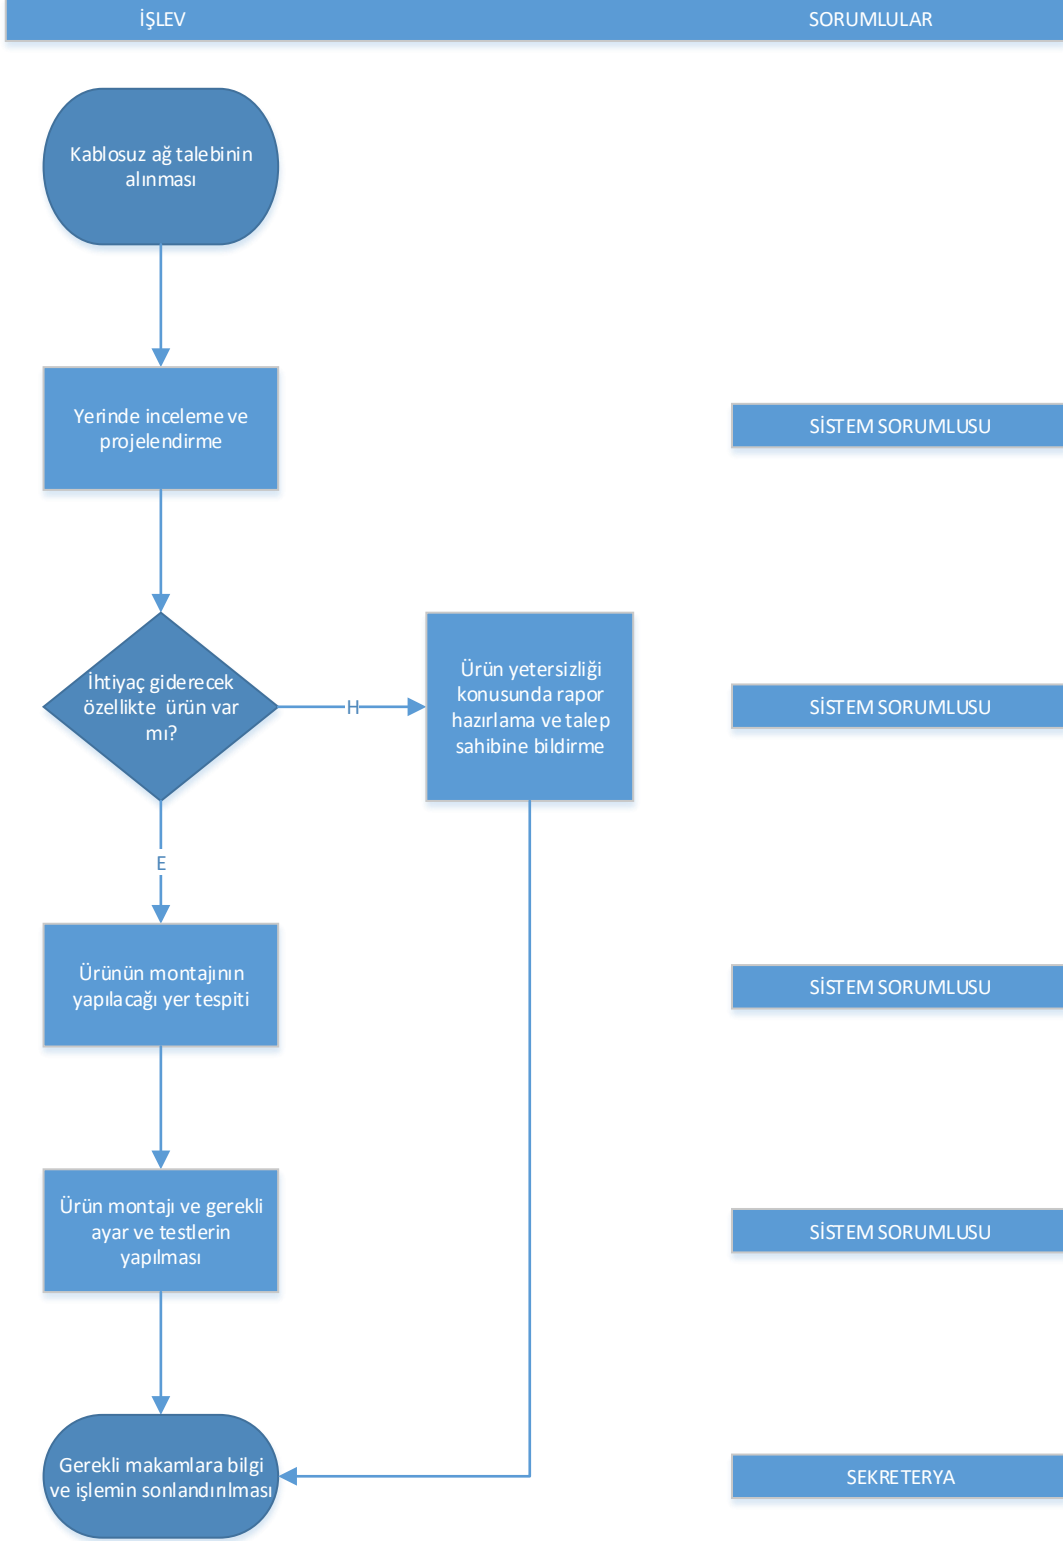 İŞLEV
SORUMLULAR
Kablosuz ağ talebinin
alınması
Yerinde inceleme ve
projelendirme
SİSTEM SORUMLUSU
İhtiyaç giderecek
özellikte ürün var
mı?
H
Ürün yetersizliği
konusunda rapor
hazırlama ve talep
sahibine bildirme
SİSTEM SORUMLUSU
E
Ürünün montajının
yapılacağı yer tespiti
SİSTEM SORUMLUSU
Ürün montajı ve gerekli
ayar ve testlerin
yapılması
SİSTEM SORUMLUSU
Gerekli makamlara bilgi
ve işlemin sonlandırılması
SEKRETERYA